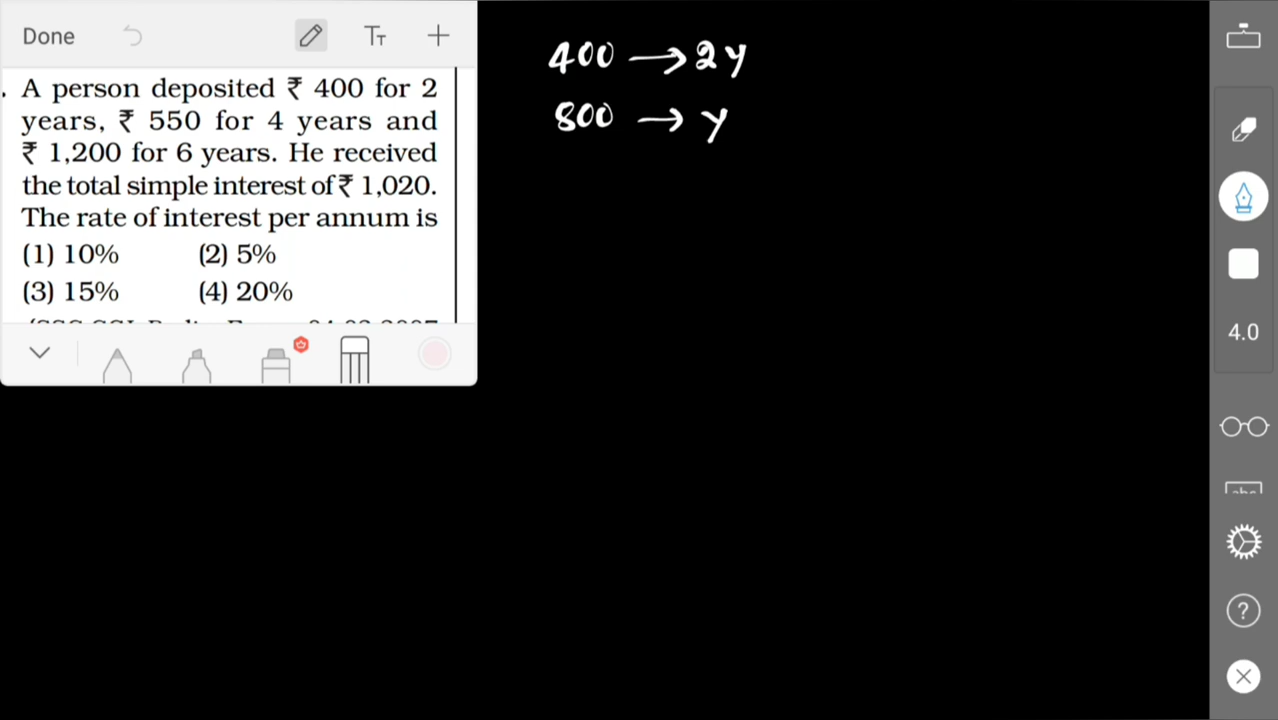 Done
Tт
400 → 2y
. A person deposited ₹ 400 for 2
800 → y
years, ₹ 550 for 4 years and
₹ 1,200 for 6 years. He received
the total simple interest of ₹ 1,020.
The rate of interest per annum is
(1) 10% (2) 5%
(3) 15% (4) 20%
4.0
abc
?